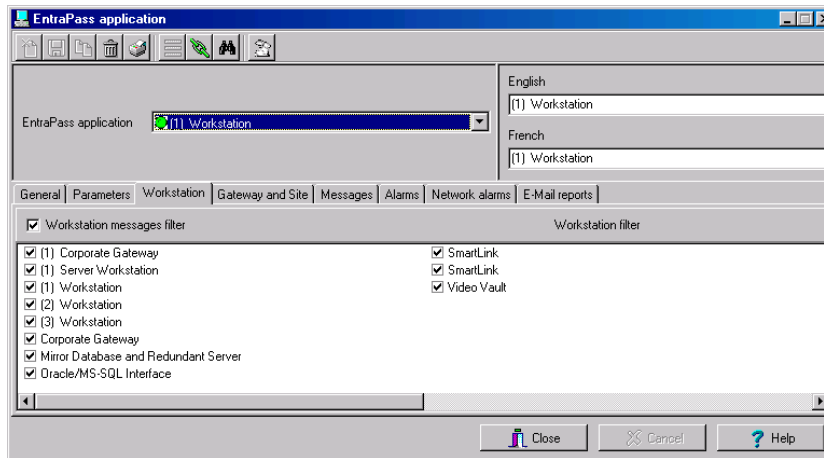 EntraPass application
English
(1) Workstation
EntraPass application
(1) Workstation
French
(1) Workstation
General
Parameters
Workstation
Gateway and Site
Messages
Alarms
Network alarms
E-Mail reports
Workstation messages filter
Workstation filter
(1) Corporate Gateway
(1) Server Workstation
(1) Workstation
(2) Workstation
(3) Workstation
Corporate Gateway
Mirror Database and Redundant Server
Oracle/MS-SQL Interface
SmartLink
SmartLink
Video Vault
Close
Cancel
Help